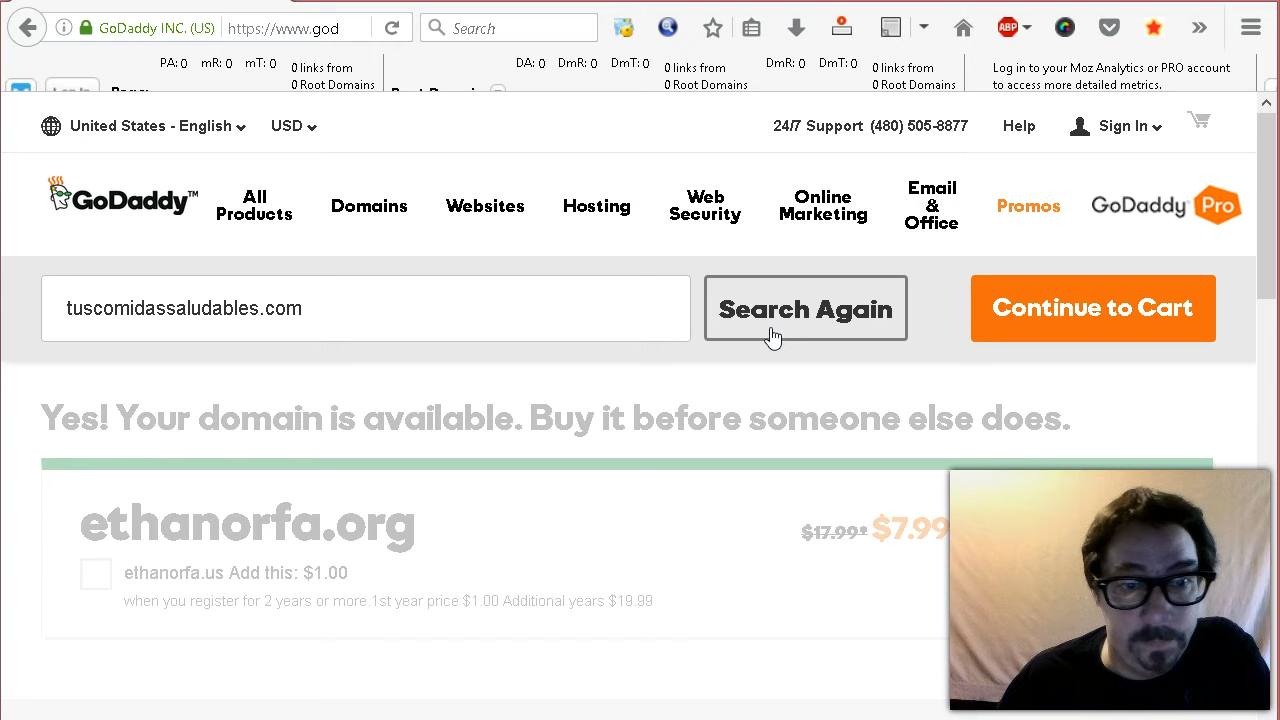 GoDaddy INC. (US)
https://www.god
Search
ABP
PA: 0 mR: 0 mT: 0
0 links from
0 Root Domains
DA: 0 DmR: 0 DmT: 0
0 links from
0 Root Domains
DmR: 0 DmT: 0
0 links from
0 Root Domains
Log in to your Moz Analytics or PRO account
to access more detailed metrics.
United States - English
USD
24/7 Support (480) 505-8877
Help
Sign In
GoDaddy™
All
Products
Domains
Websites
Hosting
Web
Security
Online
Marketing
Email
&
Office
Promos
GoDaddy Pro
tuscomidassaludables.com
Search Again
Continue to Cart
Yes! Your domain is available. Buy it before someone else does.
ethanorfa.org
$17.99* $7.99
ethanorfa.us Add this: $1.00
when you register for 2 years or more.1st year price $1.00 Additional years $19.99